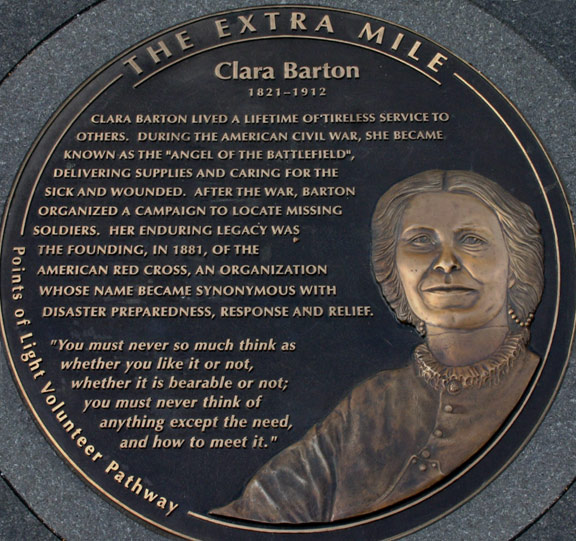 THE EXTRA MILE
Clara Barton
1821–1912
CLARA BARTON LIVED A LIFETIME OF TIRELESS SERVICE TO
OTHERS. DURING THE AMERICAN CIVIL WAR, SHE BECAME
KNOWN AS THE "ANGEL OF THE BATTLEFIELD",
DELIVERING SUPPLIES AND CARING FOR THE
SICK AND WOUNDED. AFTER THE WAR, BARTON
ORGANIZED A CAMPAIGN TO LOCATE MISSING
SOLDIERS. HER ENDURING LEGACY WAS
THE FOUNDING, IN 1881, OF THE
AMERICAN RED CROSS, AN ORGANIZATION
WHOSE NAME BECAME SYNONYMOUS WITH
DISASTER PREPAREDNESS, RESPONSE AND RELIEF.
"You must never so much think as
whether you like it or not,
whether it is bearable or not;
you must never think of
anything except the need,
and how to meet it."
Points of Light Volunteer Pathway